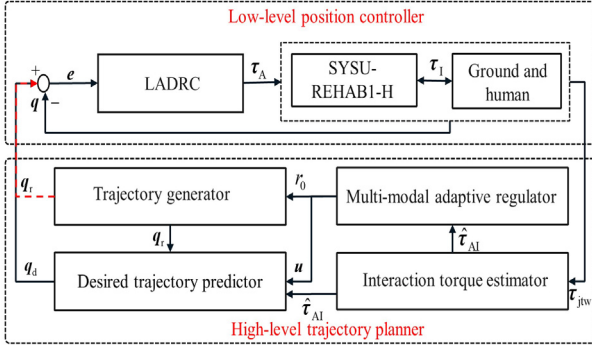 Low-level position controller
+
e
q
−
LADRC
τA
SYSU-
REHAB1-H
τI
Ground and
human
qr
Trajectory generator
r0
Multi-modal adaptive regulator
qr
τ̂AI
qd
Desired trajectory predictor
u
τ̂AI
Interaction torque estimator
τjtw
High-level trajectory planner